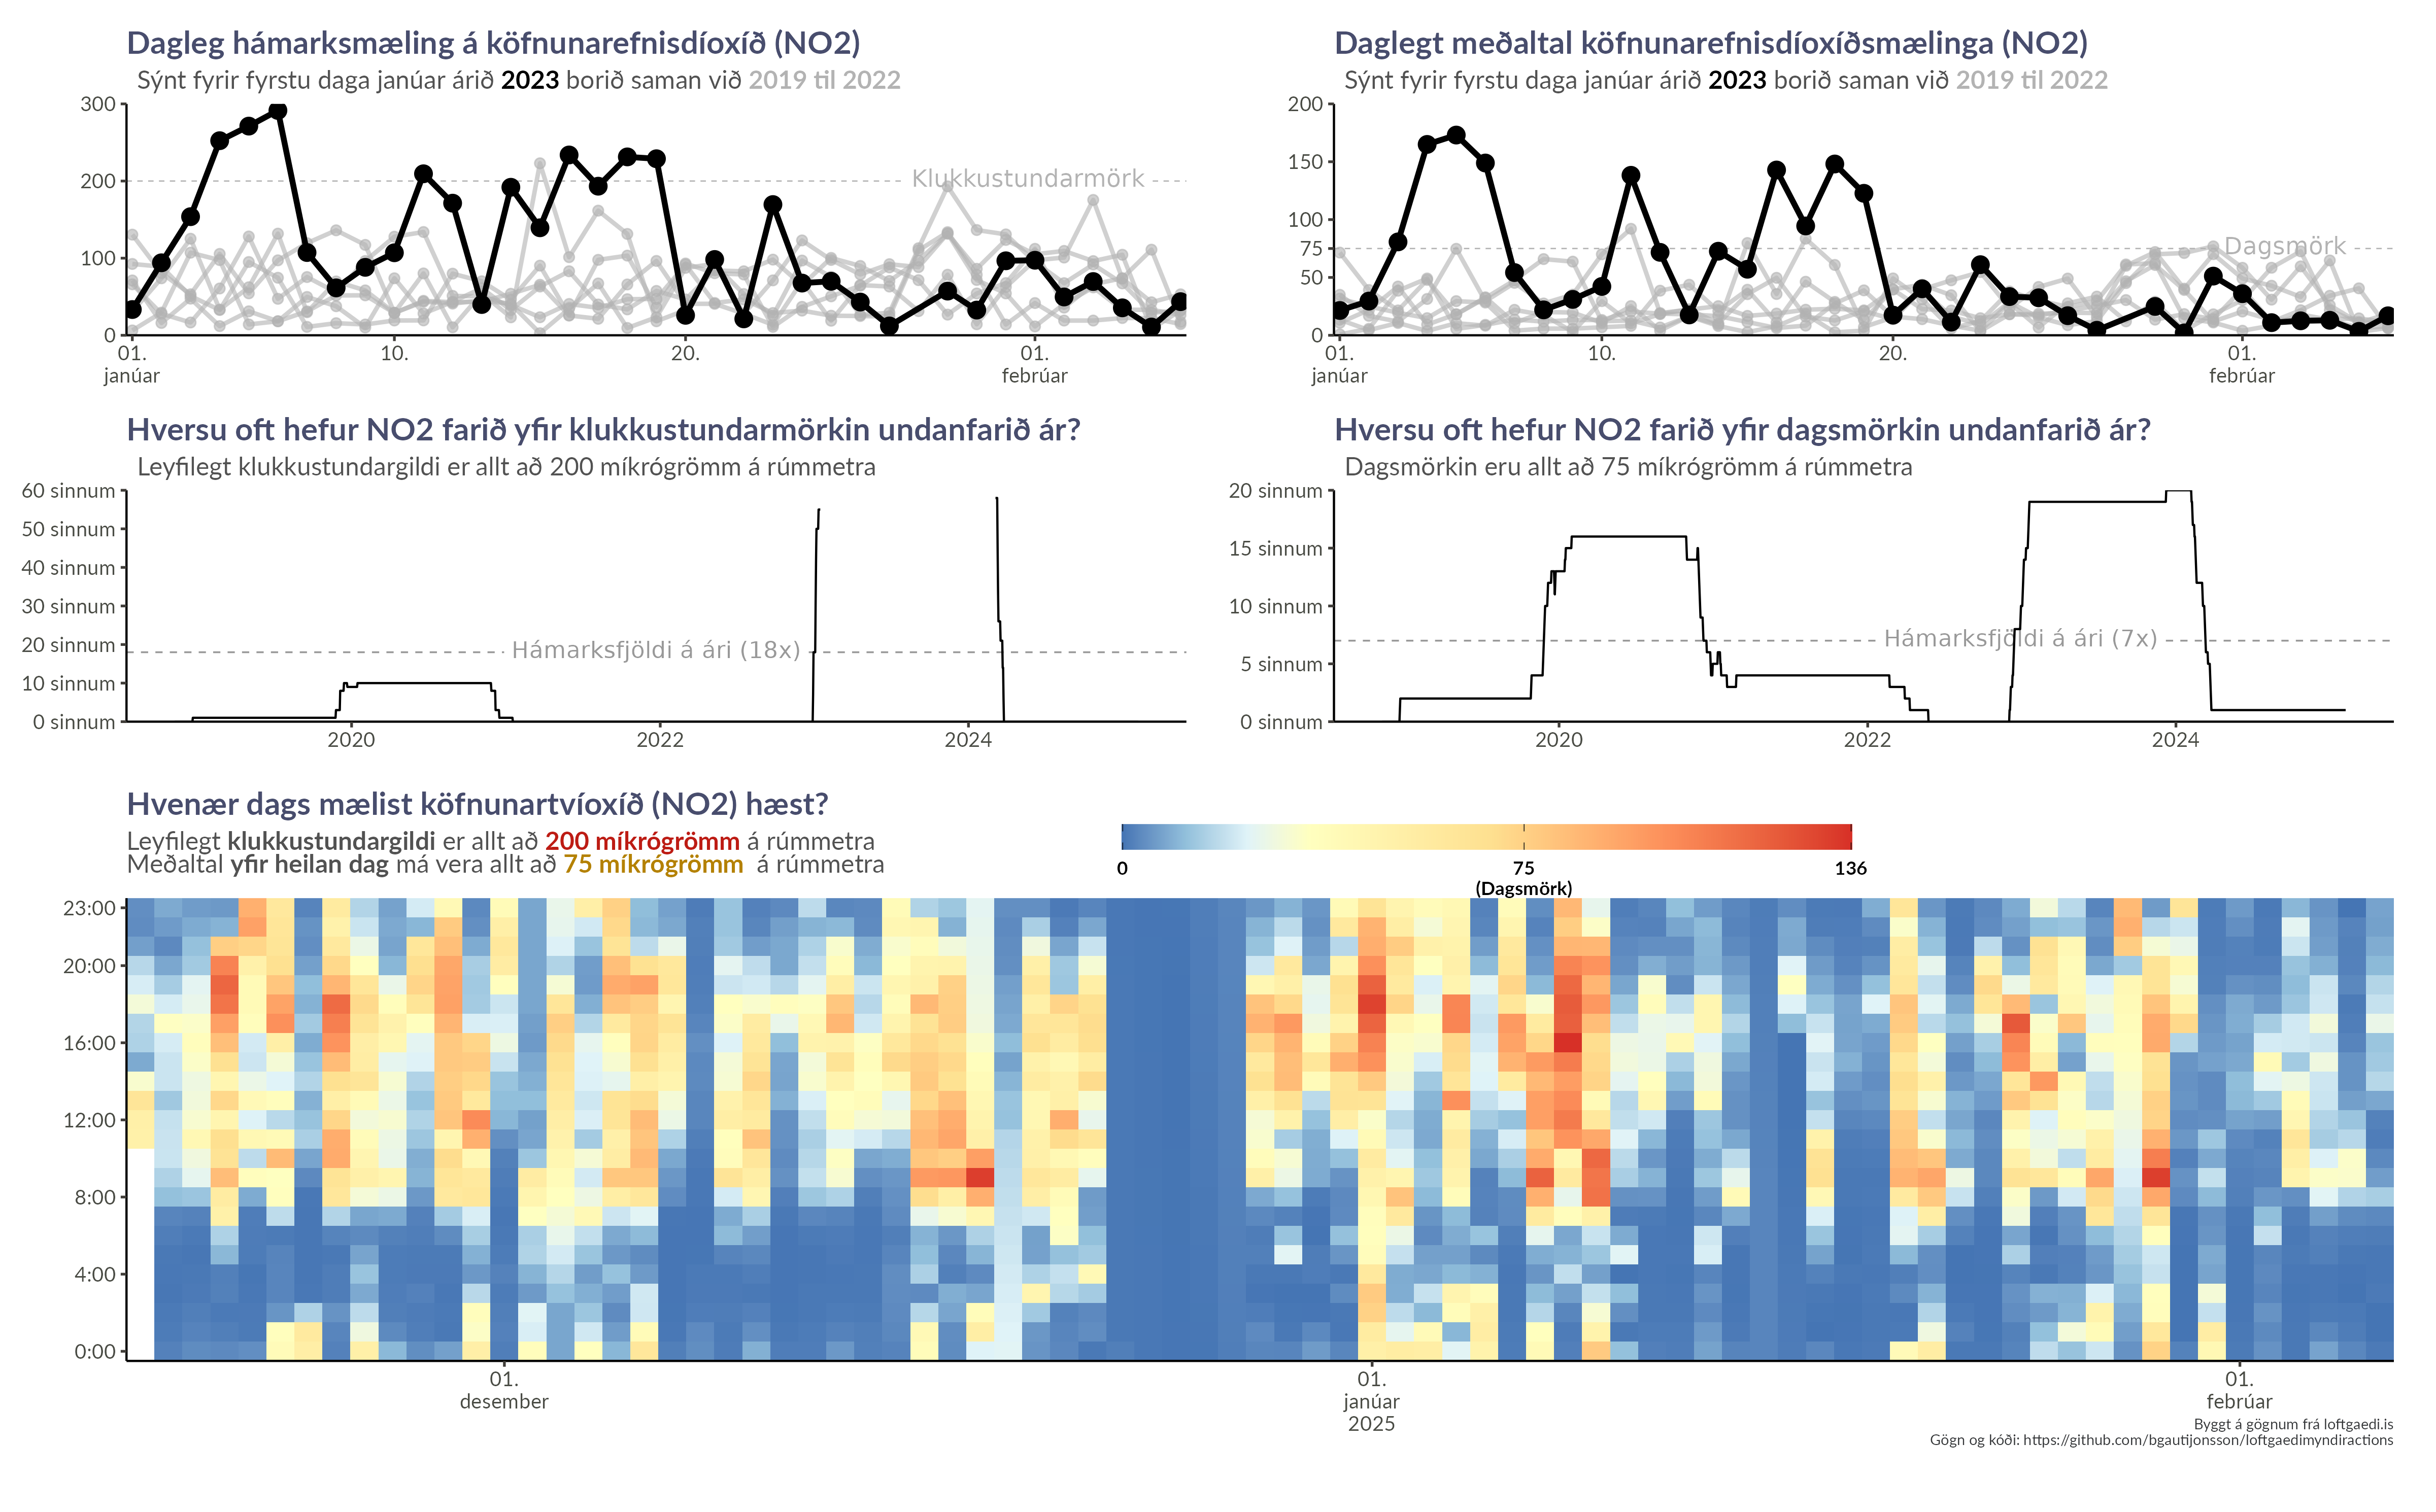 Dagleg hámarksmæling á köfnunarefnisdíoxíð (NO2)
Sýnt fyrir fyrstu daga janúar árið 2023 borið saman við 2019 til 2022
300
200
100
0
Klukkustundarmörk
01.
janúar
10.
20.
01.
febrúar
Daglegt meðaltal köfnunarefnisdíoxíðsmælinga (NO2)
Sýnt fyrir fyrstu daga janúar árið 2023 borið saman við 2019 til 2022
200
150
100
75
50
0
Dagsmörk
01.
janúar
10.
20.
01.
febrúar
Hversu oft hefur NO2 farið yfir klukkustundarmörkin undanfarið ár?
Leyfilegt klukkustundargildi er allt að 200 míkrógrömm á rúmmetra
60 sinnum
50 sinnum
40 sinnum
30 sinnum
20 sinnum
10 sinnum
0 sinnum
Hámarksfjöldi á ári (18x)
2020
2022
2024
Hversu oft hefur NO2 farið yfir dagsmörkin undanfarið ár?
Dagsmörkin eru allt að 75 míkrógrömm á rúmmetra
20 sinnum
15 sinnum
10 sinnum
5 sinnum
0 sinnum
Hámarksfjöldi á ári (7x)
2020
2022
2024
Hvenær dags mælist köfnunartvíoxíð (NO2) hæst?
Leyfilegt klukkustundargildi er allt að 200 míkrógrömm á rúmmetra
Meðaltal yfir heilan dag má vera allt að 75 míkrógrömm á rúmmetra
0
75
(Dagsmörk)
136
23:00
20:00
16:00
12:00
8:00
4:00
0:00
01.
desember
01.
janúar
2025
01.
febrúar
Byggt á gögnum frá loftgaedi.is
Gögn og kóði: https://github.com/bgautijonsson/loftgaedimyndiractions